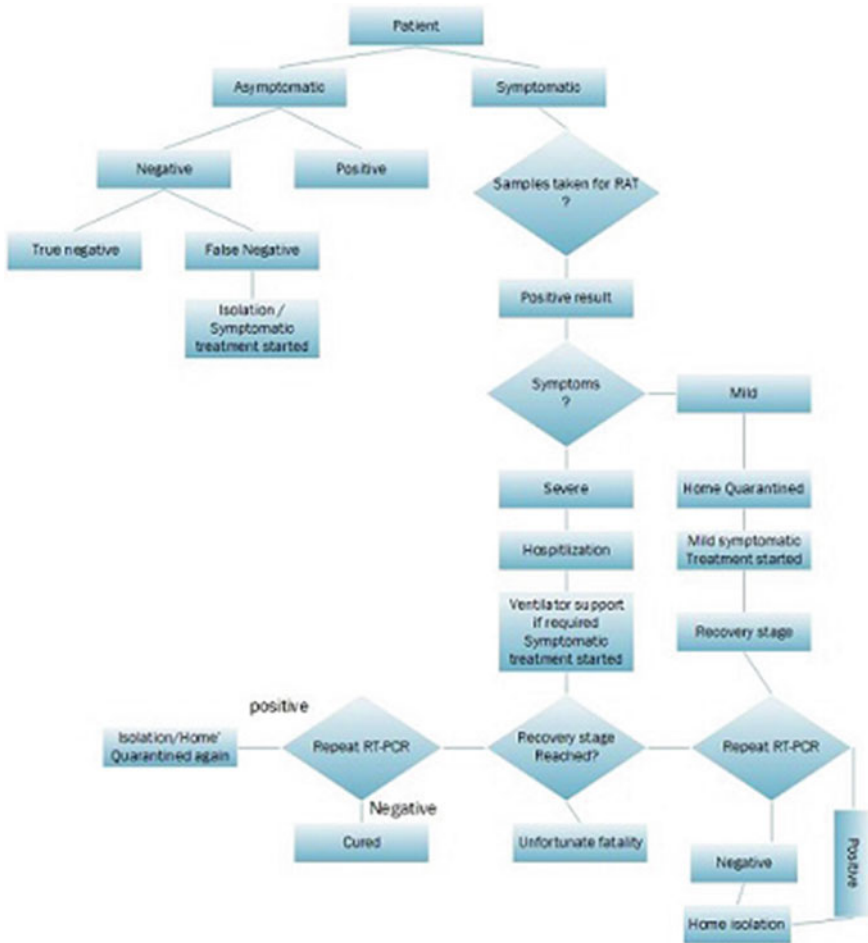 Patient
Asymptomatic
Symptomatic
Negative
Positive
Samples taken for RAT
?
True negative
False Negative
Positive result
Isolation /
Symptomatic
treatment started
Symptoms
?
Mild
Severe
Home Quarantined
Hospitlization
Mild symptomatic
Treatment started
Ventilator support
if required
Symptomatic
treatment started
Recovery stage
positive
Isolation/Home'
Quarantined again
Repeat RT-PCR
Recovery stage
Reached?
Repeat RT-PCR
Negative
Cured
Unfortunate fatality
Positive
Negative
Home isolation